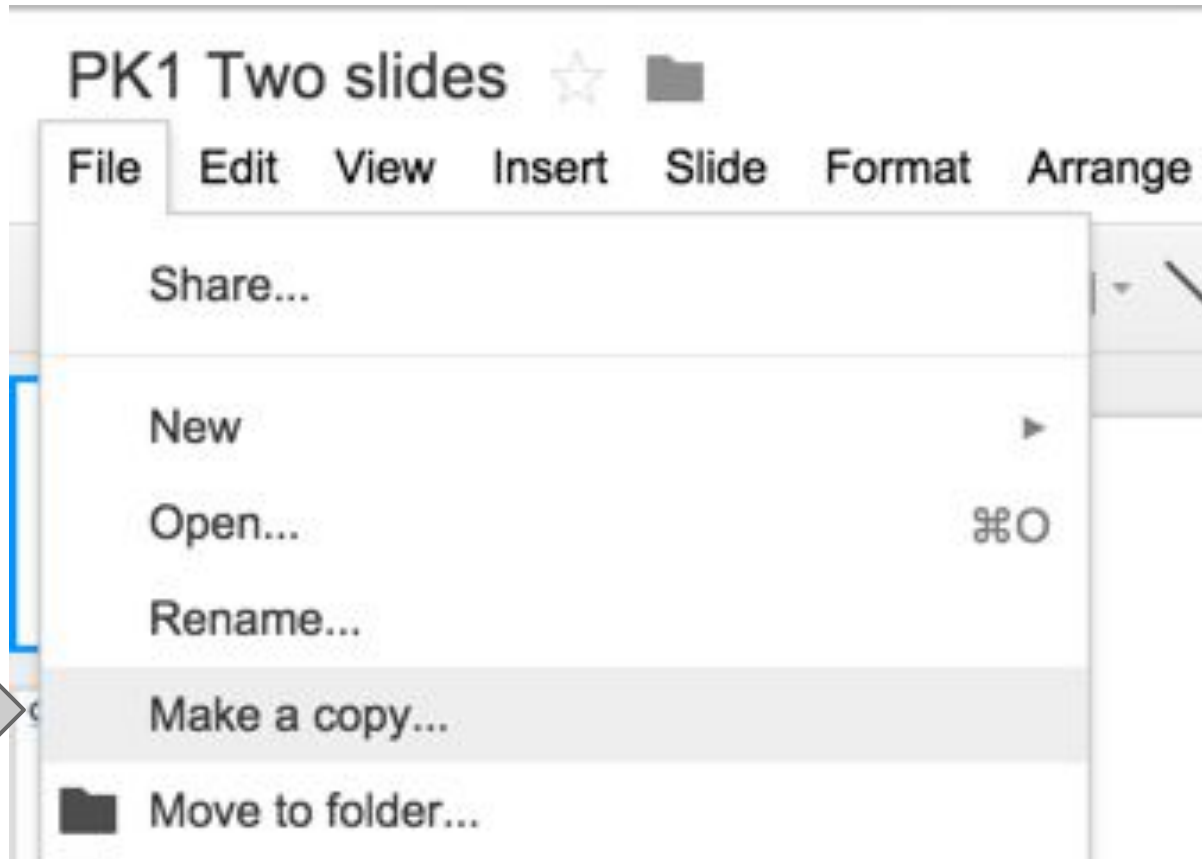 PK1 Two slides
File Edit View Insert Slide Format Arrange
Share...
New
Open... ⌘O
Rename...
Make a copy...
Move to folder...